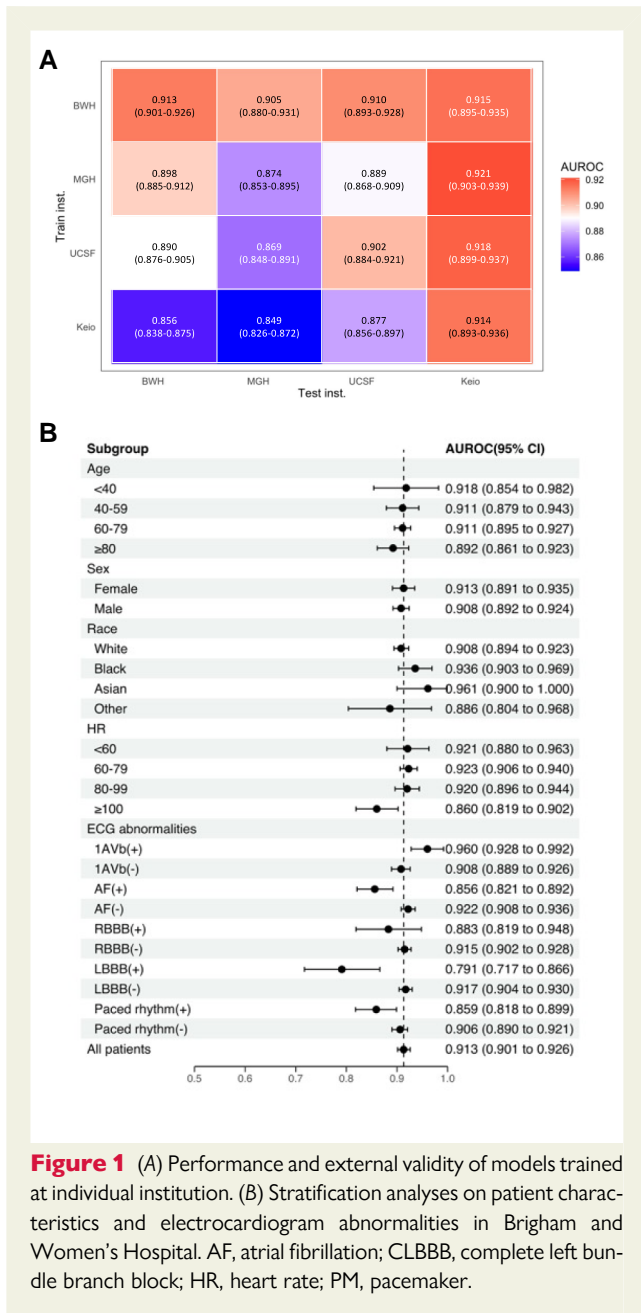 A
BWH
0.913 0.905 0.910 0.915
(0.901-0.926) (0.880-0.931) (0.893-0.928) (0.895-0.935)
MGH
0.898 0.874 0.889 0.921
(0.885-0.912) (0.853-0.895) (0.868-0.909) (0.903-0.939)
UCSF
0.890 0.869 0.902 0.918
(0.876-0.905) (0.848-0.891) (0.884-0.921) (0.899-0.937)
Keio
0.856 0.849 0.877 0.914
(0.838-0.875) (0.826-0.872) (0.856-0.897) (0.893-0.936)
Train inst.
BWH MGH UCSF Keio
Test inst.
AUROC
0.92
0.90
0.88
0.86
B
Subgroup AUROC(95% CI)
Age
<40 0.918 (0.854 to 0.982)
40-59 0.911 (0.879 to 0.943)
60-79 0.911 (0.895 to 0.927)
≥80 0.892 (0.861 to 0.923)
Sex
Female 0.913 (0.891 to 0.935)
Male 0.908 (0.892 to 0.924)
Race
White 0.908 (0.894 to 0.923)
Black 0.936 (0.903 to 0.969)
Asian 0.961 (0.900 to 1.000)
Other 0.886 (0.804 to 0.968)
HR
<60 0.921 (0.880 to 0.963)
60-79 0.923 (0.906 to 0.940)
80-99 0.920 (0.896 to 0.944)
≥100 0.860 (0.819 to 0.902)
ECG abnormalities
1AVb(+) 0.960 (0.928 to 0.992)
1AVb(-) 0.908 (0.889 to 0.926)
AF(+) 0.856 (0.821 to 0.892)
AF(-) 0.922 (0.908 to 0.936)
RBBB(+) 0.883 (0.819 to 0.948)
RBBB(-) 0.915 (0.902 to 0.928)
LBBB(+) 0.791 (0.717 to 0.866)
LBBB(-) 0.917 (0.904 to 0.930)
Paced rhythm(+) 0.859 (0.818 to 0.899)
Paced rhythm(-) 0.906 (0.890 to 0.921)
All patients 0.913 (0.901 to 0.926)
0.5 0.6 0.7 0.8 0.9 1.0
Figure 1 (A) Performance and external validity of models trained
at individual institution. (B) Stratification analyses on patient charac-
teristics and electrocardiogram abnormalities in Brigham and
Women's Hospital. AF, atrial fibrillation; CLBBB, complete left bun-
dle branch block; HR, heart rate; PM, pacemaker.